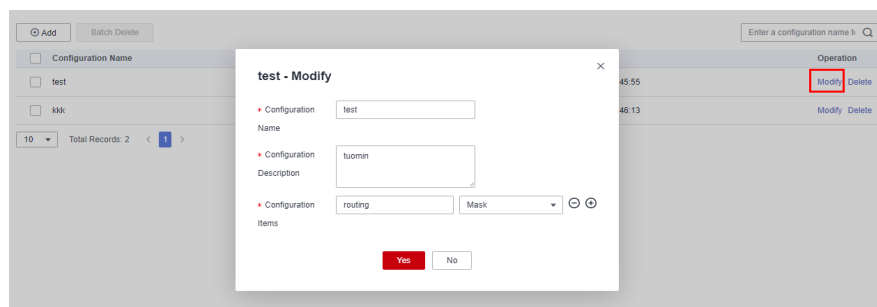 Add
Batch Delete
Enter a configuration name t
Configuration Name
Operation
test
45:55
Modify Delete
kkk
46:13
Modify Delete
10
Total Records: 2 < 1 >
test - Modify
* Configuration Name
test
* Configuration Description
tuomin
* Configuration Items
routing
Mask
Yes
No